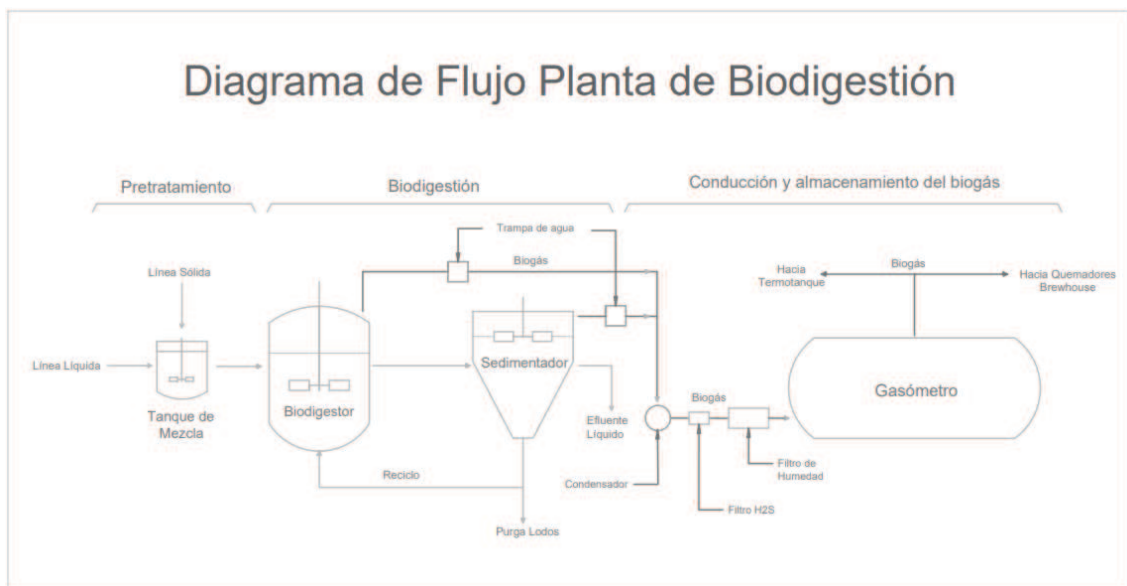 Diagrama de Flujo Planta de Biodigestión
Pretratamiento
Biodigestión
Conducción y almacenamiento del biogás
Trampa de agua
Línea Sólida
Biogás
Biogás
Hacia
Termotanque
Hacia Quemadores
Brewhouse
Línea Líquida
Sedimentador
Gasómetro
Biodigestor
Biogás
Tanque de
Mezcla
Efluente
Líquido
Reciclo
Condensador
Filtro de
Humedad
Filtro H2S
Purga Lodos